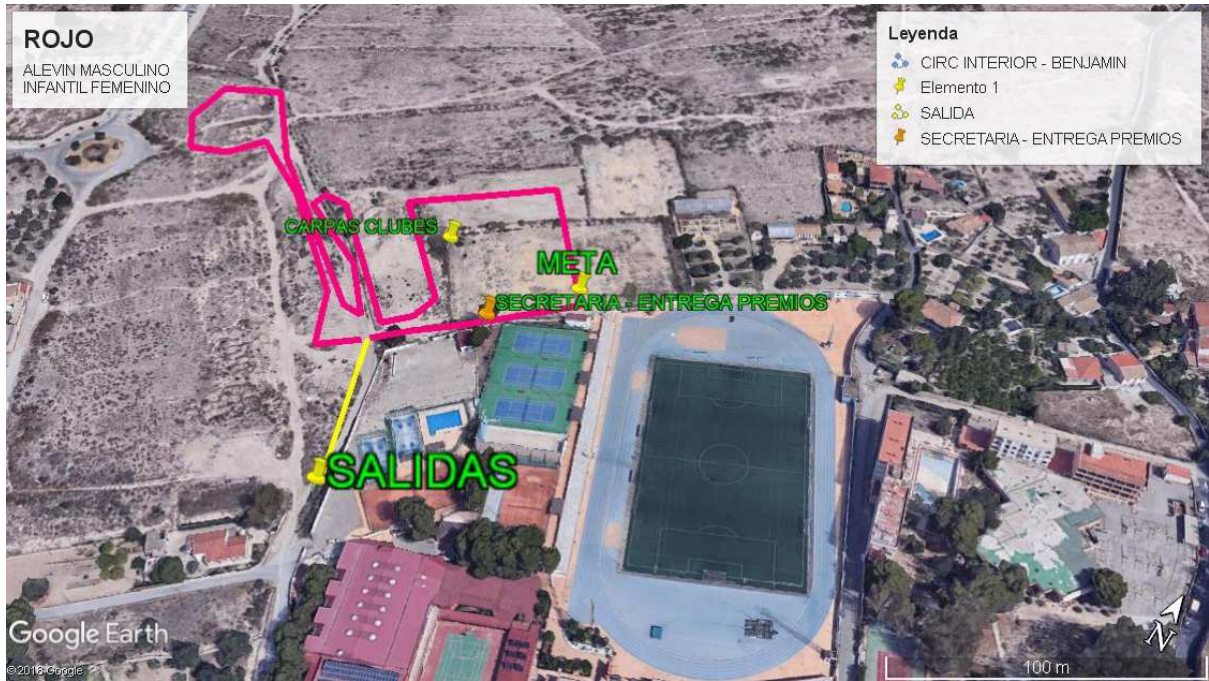 ROJO
ALEVIN MASCULINO
INFANTIL FEMENINO
Leyenda
CIRC INTERIOR - BENJAMIN
Elemento 1
SALIDA
SECRETARIA - ENTREGA PREMIOS
CARPAS CLUBES
META
SECRETARIA - ENTREGA PREMIOS
SALIDAS
Google Earth
© 2018 Google
N
100 m